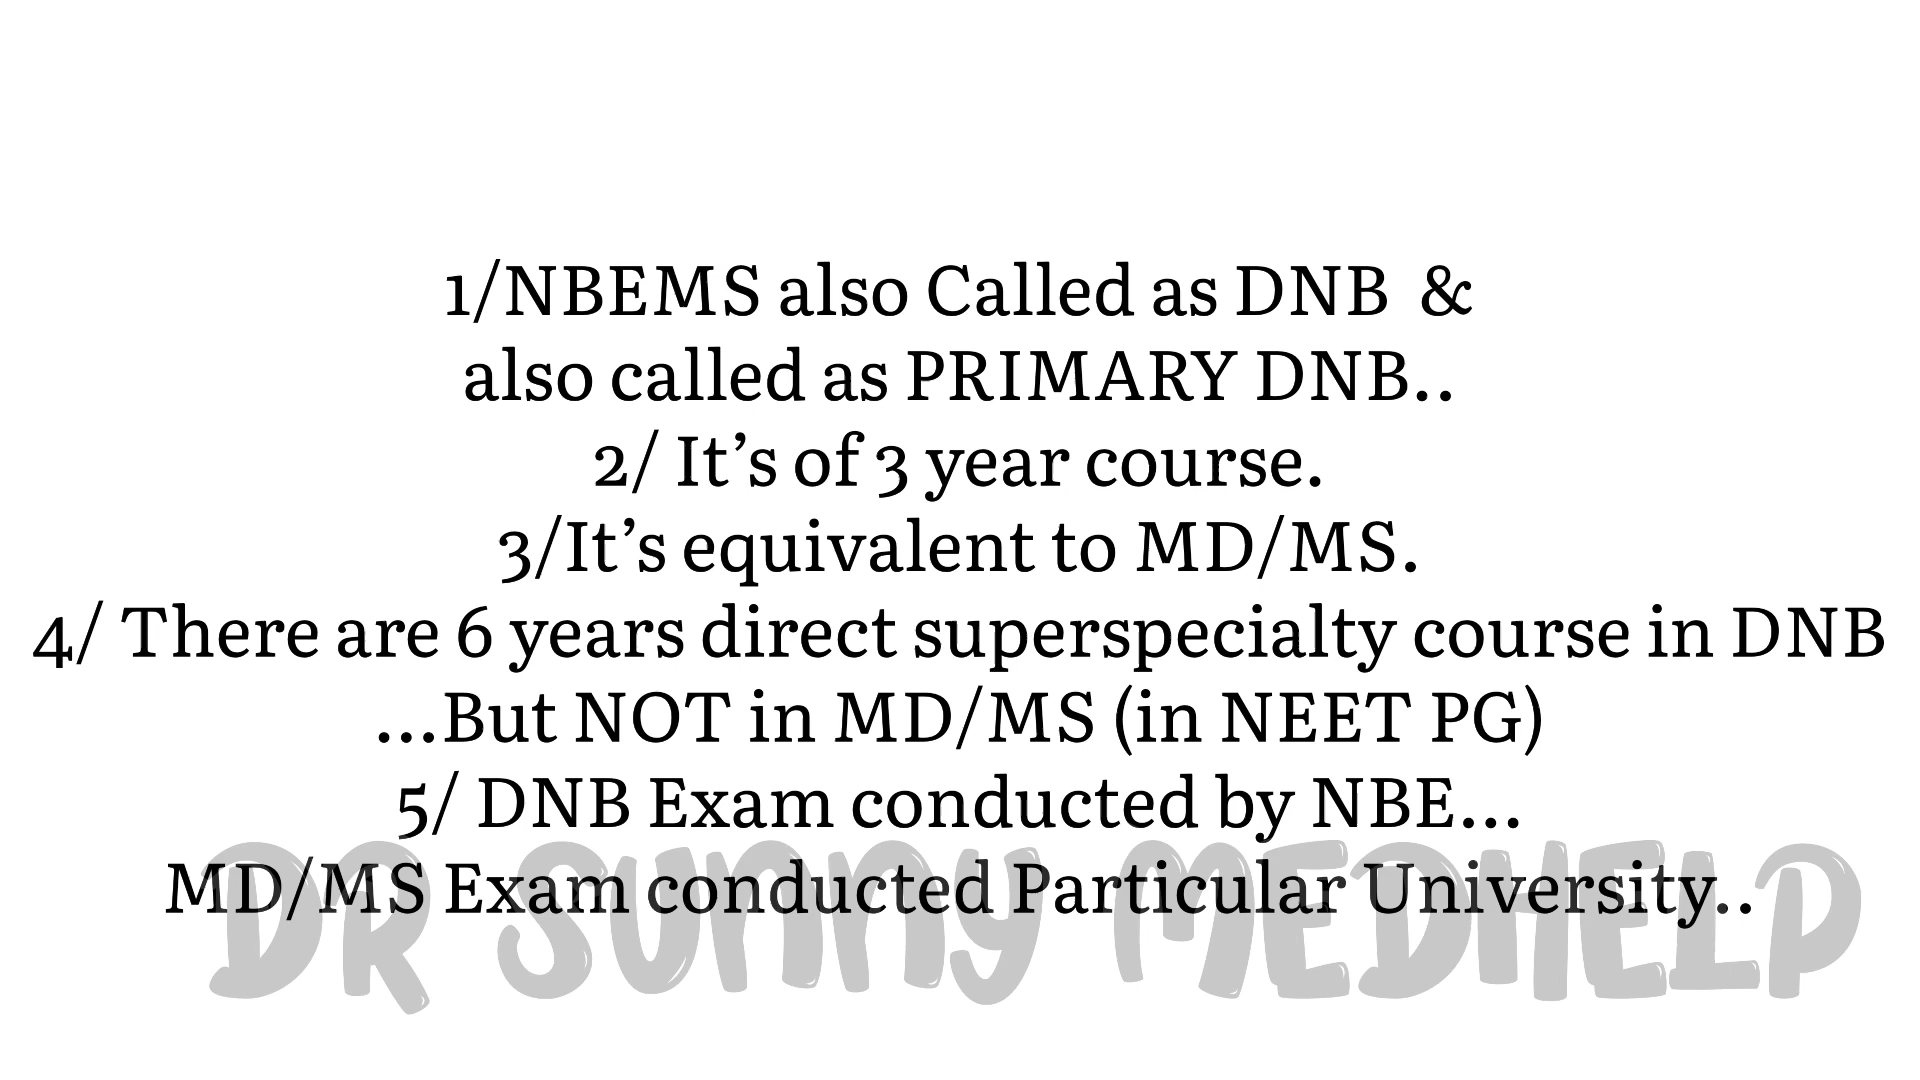 1/NBEMS also Called as DNB &
also called as PRIMARY DNB..
2/ It’s of 3 year course.
3/It’s equivalent to MD/MS.
4/ There are 6 years direct superspecialty course in DNB
...But NOT in MD/MS (in NEET PG)
5/ DNB Exam conducted by NBE...
MD/MS Exam conducted Particular University..
DR SUNNY MEDHELP